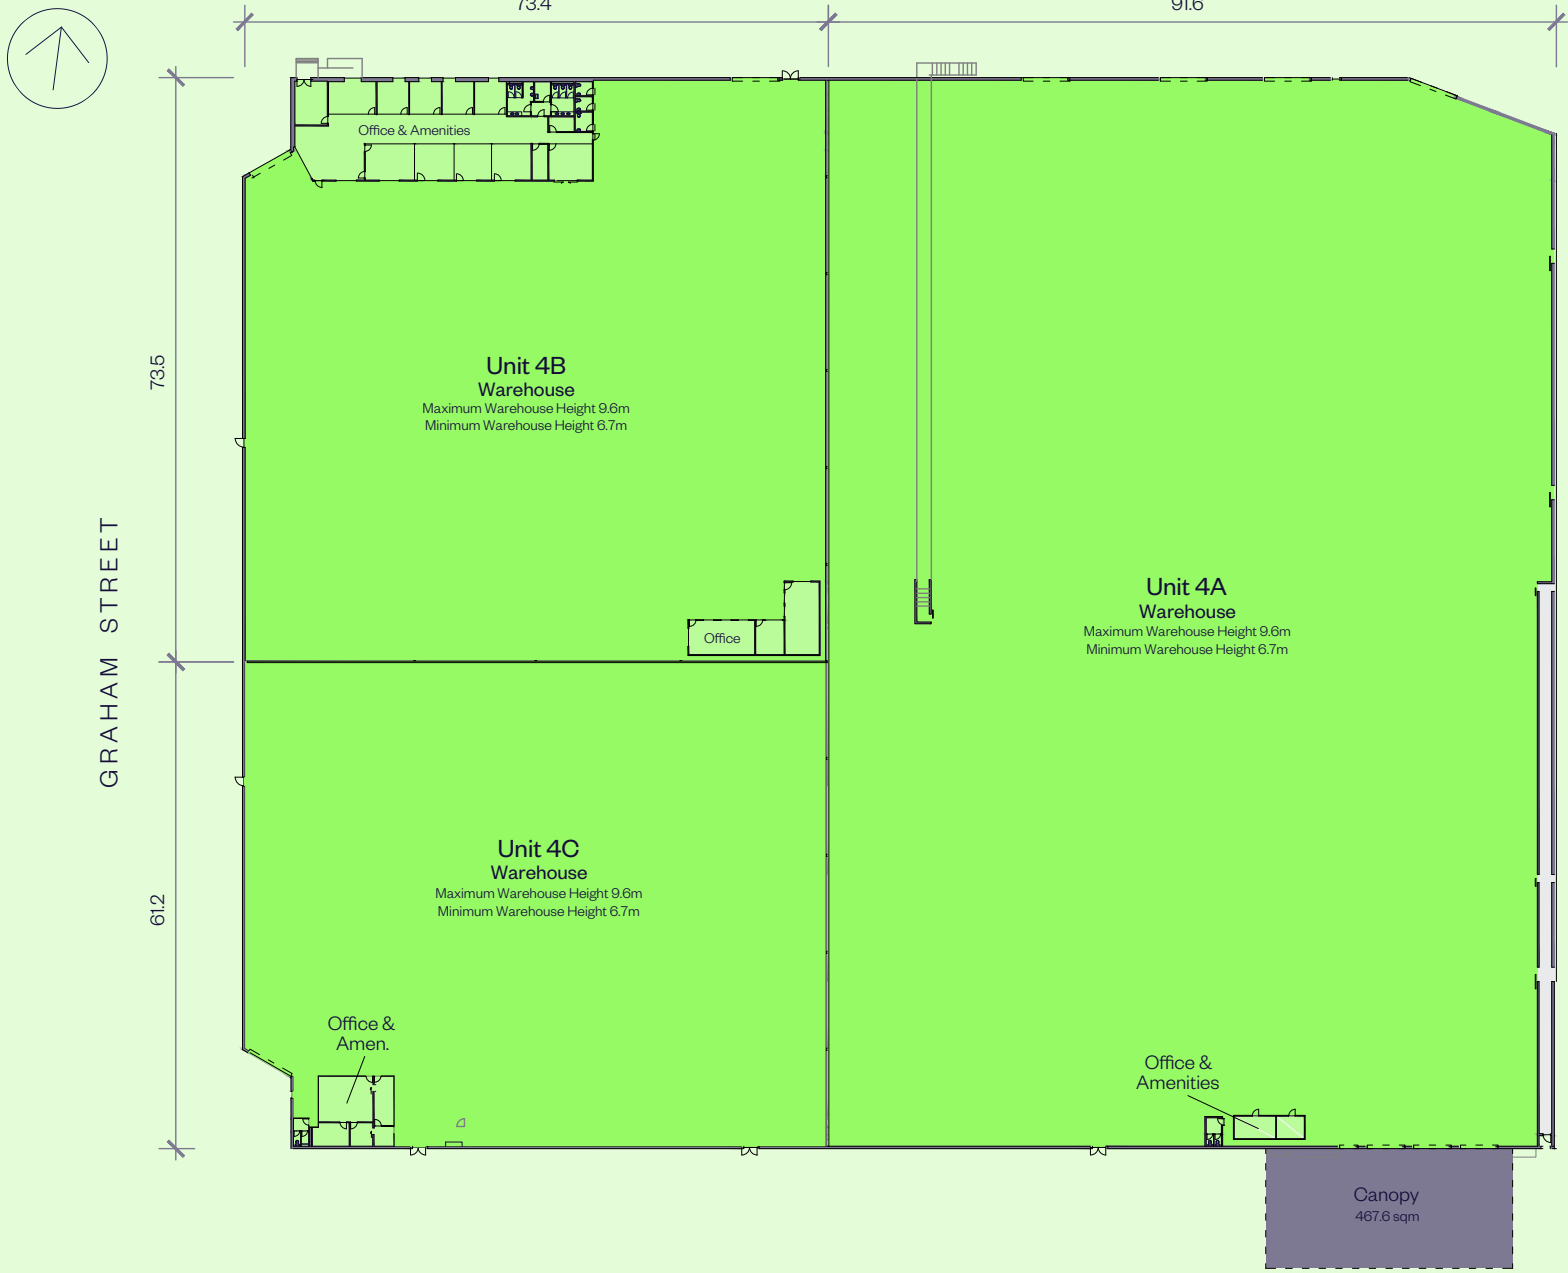 73.4
91.6
Office & Amenities
73.5
Unit 4B
Warehouse
Maximum Warehouse Height 9.6m
Minimum Warehouse Height 6.7m
GRAHAM STREET
Unit 4A
Warehouse
Maximum Warehouse Height 9.6m
Minimum Warehouse Height 6.7m
Office
61.2
Unit 4C
Warehouse
Maximum Warehouse Height 9.6m
Minimum Warehouse Height 6.7m
Office &
Amen.
Office &
Amenities
Canopy
467.6 sqm